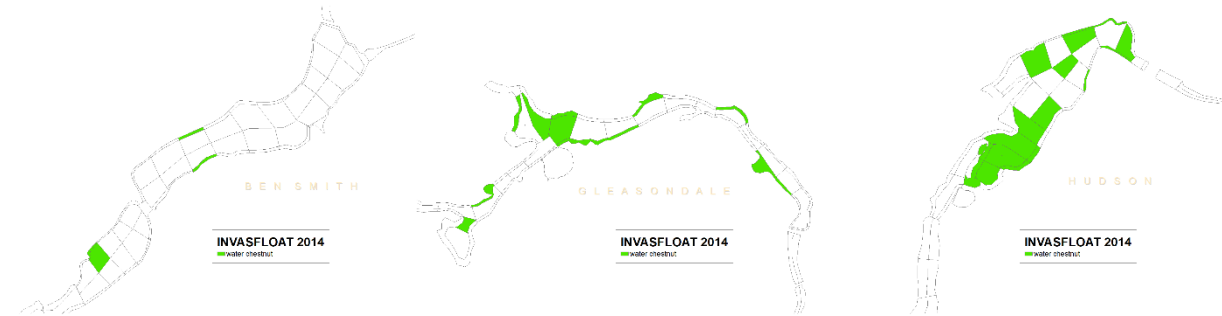 BEN SMITH
INVASFLOAT 2014
water chestnut
GLEASONDALE
INVASFLOAT 2014
water chestnut
HUDSON
INVASFLOAT 2014
water chestnut